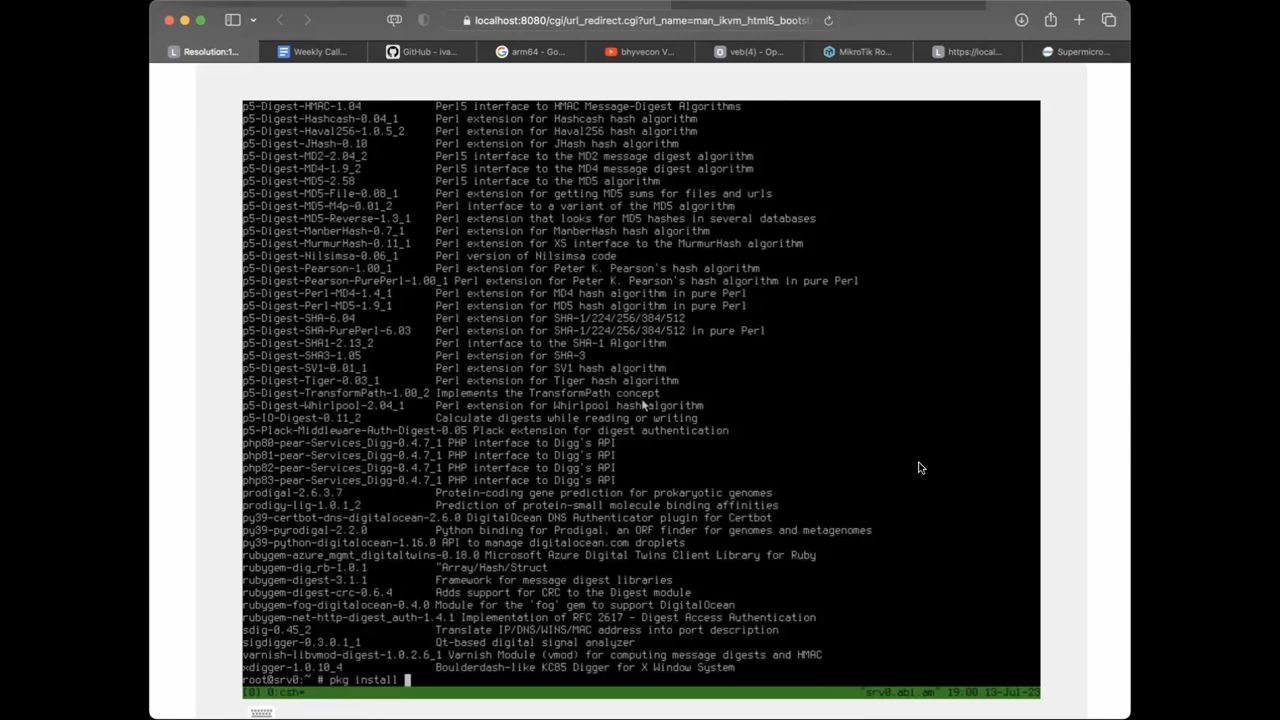 localhost:8080/cgi/url_redirect.cgi?url_name=man_ikvm_html5_boots
Resolution:1...
Weekly Call...
GitHub - iva...
arm64 - Go...
bhyvecon V...
veb(4) - Op...
MikroTik Ro...
https://local...
Supermicro...
p5-Digest-HMAC-1.04 Perl5 interface to HMAC Message-Digest Algorithms
p5-Digest-Hashcash-0.04_1 Perl extension for Hashcash hash algorithm
p5-Digest-Haval256-1.0.5_2 Perl extension for Haval256 hash algorithm
p5-Digest-JHash-0.10 Perl extension for JHash hash algorithm
p5-Digest-MD2-2.04_2 Perl5 interface to the MD2 message digest algorithm
p5-Digest-MD4-1.9_2 Perl5 interface to the MD4 message digest algorithm
p5-Digest-MD5-2.58 Perl5 interface to the MD5 algorithm
p5-Digest-MD5-File-0.08_1 Perl extension for getting MD5 sums for files and urls
p5-Digest-MD5-M4p-0.01_2 Perl interface to a variant of the MD5 algorithm
p5-Digest-MD5-Reverse-1.3_1 Perl extension that looks for MD5 hashes in several databases
p5-Digest-ManberHash-0.7_1 Perl extension for ManberHash hash algorithm
p5-Digest-MurmurHash-0.11_1 Perl extension for XS interface to the MurmurHash algorithm
p5-Digest-Nilsimsa-0.06_1 Perl version of Nilsimsa code
p5-Digest-Pearson-1.00_1 Perl extension for Peter K. Pearson's hash algorithm
p5-Digest-Pearson-PurePerl-1.00_1 Perl extension for Peter K. Pearson's hash algorithm in pure Perl
p5-Digest-Perl-MD4-1.4_1 Perl extension for MD4 hash algorithm in pure Perl
p5-Digest-Perl-MD5-1.9_1 Perl extension for MD5 hash algorithm in pure Perl
p5-Digest-SHA-6.04 Perl extension for SHA-1/224/256/384/512
p5-Digest-SHA-PurePerl-6.03 Perl extension for SHA-1/224/256/384/512 in pure Perl
p5-Digest-SHA1-2.13_2 Perl interface to the SHA-1 Algorithm
p5-Digest-SHA3-1.05 Perl extension for SHA-3
p5-Digest-SV1-0.01_1 Perl extension for SV1 hash algorithm
p5-Digest-Tiger-0.03_1 Perl extension for Tiger hash algorithm
p5-Digest-TransformPath-1.00_2 Implements the TransformPath concept
p5-Digest-Whirlpool-2.04_1 Perl extension for Whirlpool hash algorithm
p5-IO-Digest-0.11_2 Calculate digests while reading or writing
p5-Plack-Middleware-Auth-Digest-0.05 Plack extension for digest authentication
php80-pear-Services_Digg-0.4.7_1 PHP interface to Digg's API
php81-pear-Services_Digg-0.4.7_1 PHP interface to Digg's API
php82-pear-Services_Digg-0.4.7_1 PHP interface to Digg's API
php83-pear-Services_Digg-0.4.7_1 PHP interface to Digg's API
prodigal-2.6.3.7 Protein-coding gene prediction for prokaryotic genomes
prodigy-lig-1.0.1_2 Prediction of protein-small molecule binding affinities
py39-certbot-dns-digitalocean-2.6.0 DigitalOcean DNS Authenticator plugin for Certbot
py39-pyrodigal-2.2.0 Python binding for Prodigal, an ORF finder for genomes and metagenomes
py39-python-digitalocean-1.16.0 API to manage digitalocean.com droplets
rubygem-azure_mgmt_digitaltwins-0.18.0 Microsoft Azure Digital Twins Client Library for Ruby
rubygem-dig_rb-1.0.1 "Array/Hash/Struct
rubygem-digest-3.1.1 Framework for message digest libraries
rubygem-digest-crc-0.6.4 Adds support for CRC to the Digest module
rubygem-fog-digitalocean-0.4.0 Module for the 'fog' gem to support DigitalOcean
rubygem-net-http-digest_auth-1.4.1 Implementation of RFC 2617 - Digest Access Authentication
sdig-0.45_2 Translate IP/DNS/WINS/MAC address into port description
sigdigger-0.3.0.1_1 Qt-based digital signal analyzer
varnish-libvmod-digest-1.0.2.6_1 Varnish Module (vmod) for computing message digests and HMAC
xdigger-1.0.10_4 Boulderdash-like KC85 Digger for X Window System
root@srv0:~ # pkg install
[0] 0:csh* "srv0.abi.am" 19:00 13-Jul-23